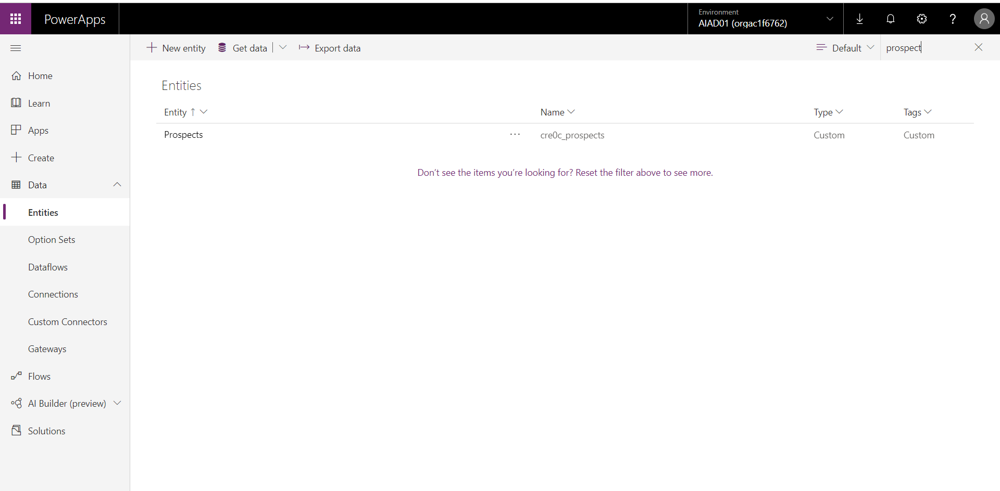 PowerApps
Environment
AIAD01 (orgac1f6762)
?
New entity
Get data
Export data
Default
prospect
Home
Learn
Apps
Create
Data
Entities
Option Sets
Dataflows
Connections
Custom Connectors
Gateways
Flows
AI Builder (preview)
Solutions
Entities
Entity Name Type Tags
Prospects ... cre0c_prospects Custom Custom
Don’t see the items you’re looking for? Reset the filter above to see more.